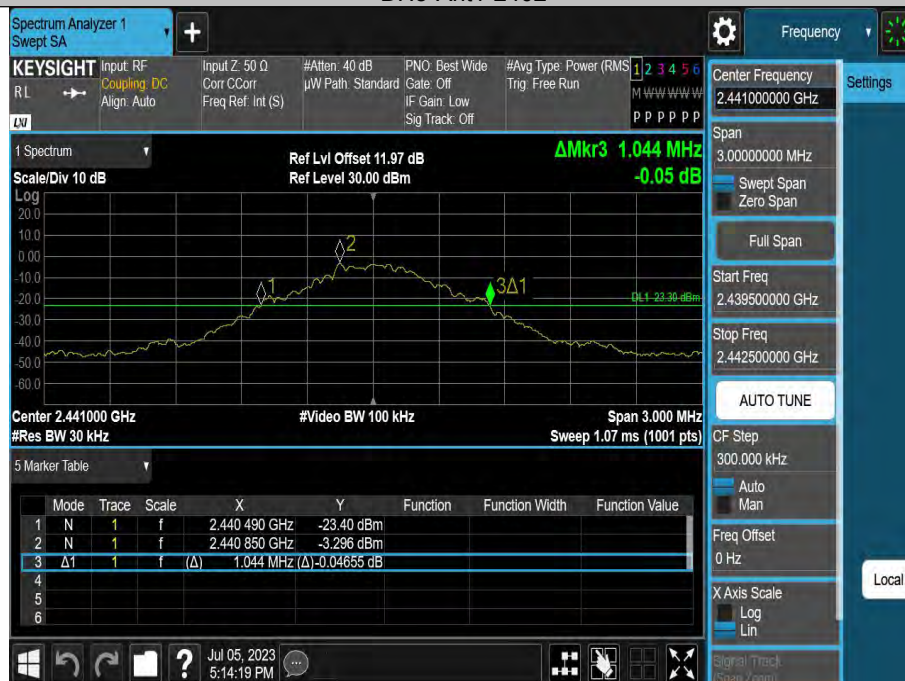 Spectrum Analyzer 1
Swept SA
Frequency
KEYSIGHT
RL
LXI
Input: RF
Coupling: DC
Align: Auto
Input Z: 50 Ω
Corr CCorr
Freq Ref: Int (S)
#Atten: 40 dB
µW Path: Standard
PNO: Best Wide
Gate: Off
IF Gain: Low
Sig Track: Off
#Avg Type: Power (RMS
Trig: Free Run
1 2 3 4 5 6
M W W W W W
P P P P P P
1 Spectrum
Scale/Div 10 dB
Ref Lvl Offset 11.97 dB
Ref Level 30.00 dBm
ΔMkr3 1.044 MHz
-0.05 dB
Log
20.0
10.0
0.00
-10.0
-20.0
-30.0
-40.0
-50.0
-60.0
2
1
3Δ1
DL1 -23.30 dBm
Center 2.441000 GHz
#Video BW 100 kHz
Span 3.000 MHz
#Res BW 30 kHz
Sweep 1.07 ms (1001 pts)
5 Marker Table
Mode Trace Scale X Y Function Function Width Function Value
1 N 1 f 2.440 490 GHz -23.40 dBm
2 N 1 f 2.440 850 GHz -3.296 dBm
3 Δ1 1 f (Δ) 1.044 MHz (Δ) -0.04655 dB
4
5
6
Jul 05, 2023
5:14:19 PM
?
Settings
Center Frequency
2.441000000 GHz
Span
3.00000000 MHz
Swept Span
Zero Span
Full Span
Start Freq
2.439500000 GHz
Stop Freq
2.442500000 GHz
AUTO TUNE
CF Step
300.000 kHz
Auto
Man
Freq Offset
0 Hz
X Axis Scale
Log
Lin
Signal Track
(Span Zoom)
Local